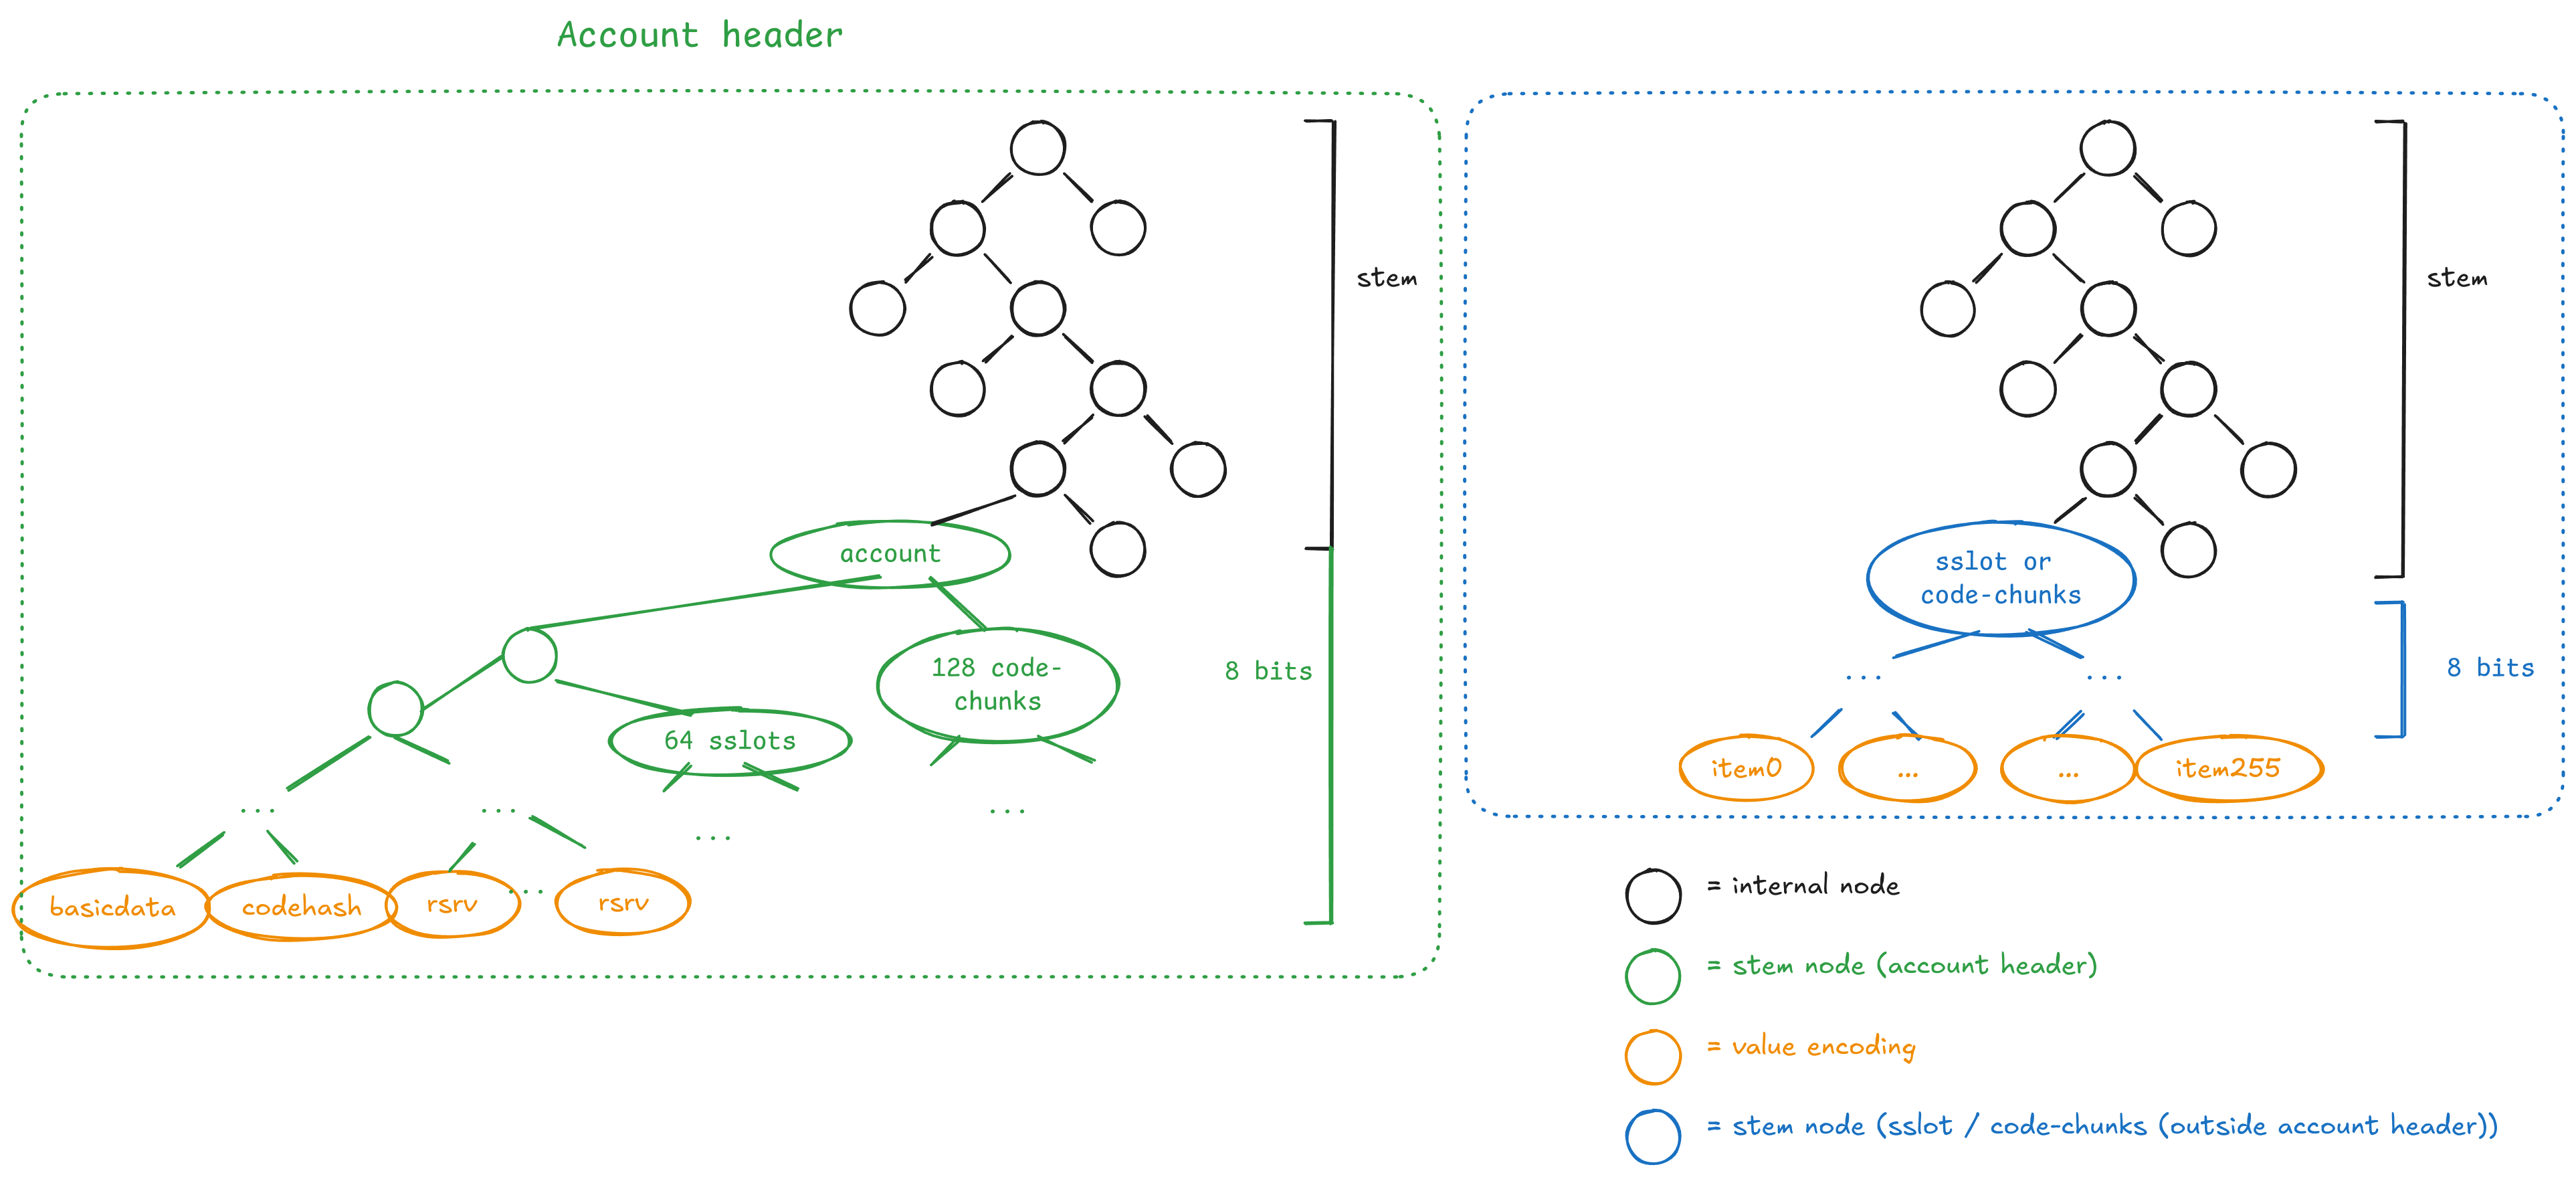 Account header
stem
account
128 code-
chunks
8 bits
64 sslots
...
...
...
...
basicdata
codehash
rsrv
...
rsrv
stem
sslot or
code-chunks
8 bits
...
...
item0
...
...
item255
= internal node
= stem node (account header)
= value encoding
= stem node (sslot / code-chunks (outside account header))